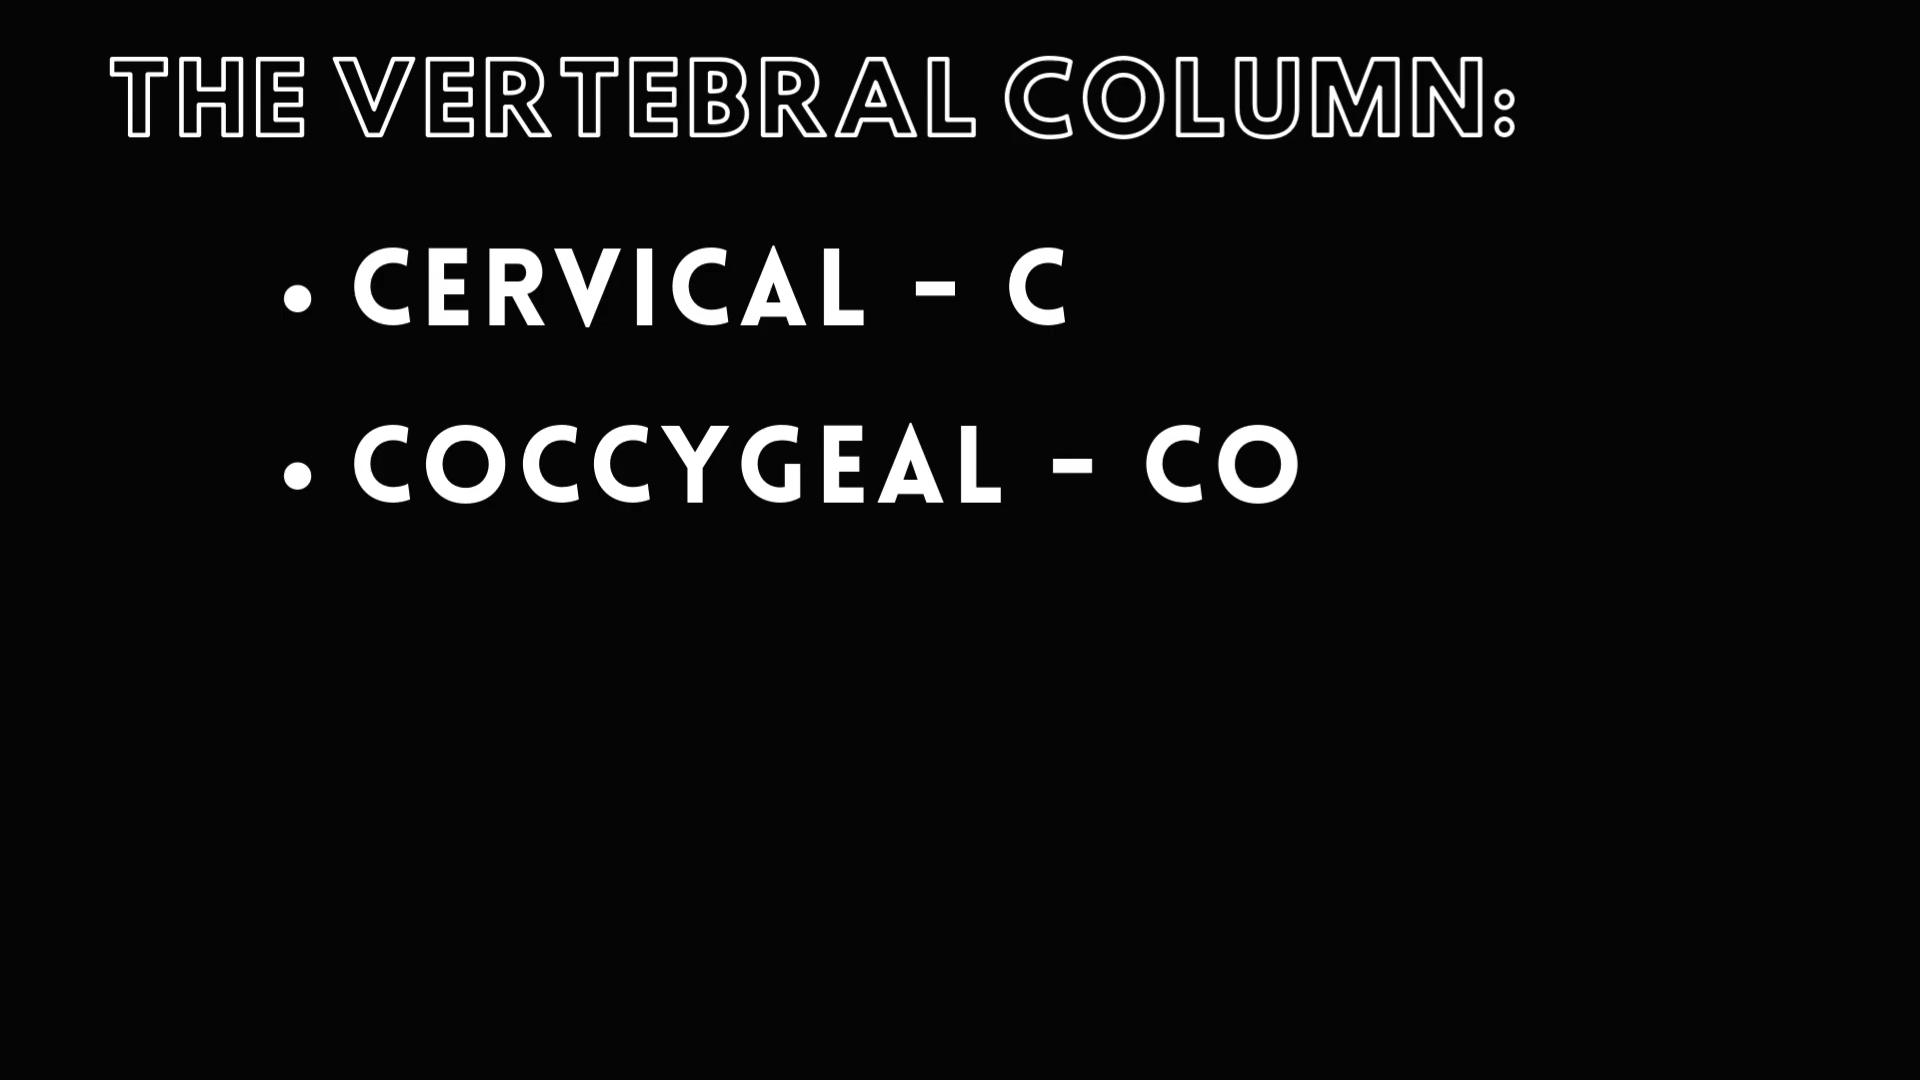 THE VERTEBRAL COLUMN:
• CERVICAL - C
• COCCYGEAL - CO